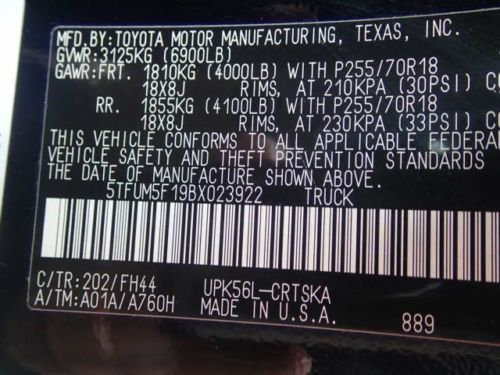 MFD.BY:TOYOTA MOTOR MANUFACTURING, TEXAS, INC.
GVWR:3125KG (6900LB)
GAWR:FRT. 1810KG (4000LB) WITH P255/70R18
18X8J RIMS, AT 210KPA (30PSI)
RR. 1855KG (4100LB) WITH P255/70R18
18X8J RIMS, AT 230KPA (33PSI)
THIS VEHICLE CONFORMS TO ALL APPLICABLE FEDERAL
VEHICLE SAFETY AND THEFT PREVENTION STANDARDS
THE DATE OF MANUFACTURE SHOWN ABOVE.
5TFUM5F19BX023922 TRUCK
C/TR:202/FH44 UPK56L-CRTSKA
A/TM:A01A/A760H MADE IN U.S.A. 889